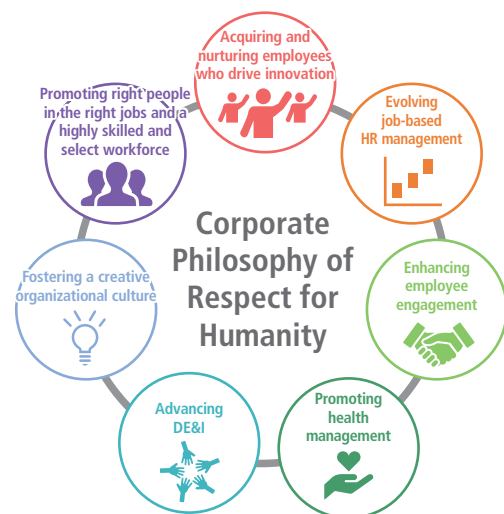 Acquiring and
nurturing employees
who drive innovation
Promoting right people
in the right jobs and a
highly skilled and
select workforce
Evolving
job-based
HR management
Corporate
Philosophy of
Respect for
Humanity
Fostering a creative
organizational culture
Enhancing
employee
engagement
Advancing
DE&I
Promoting
health
management